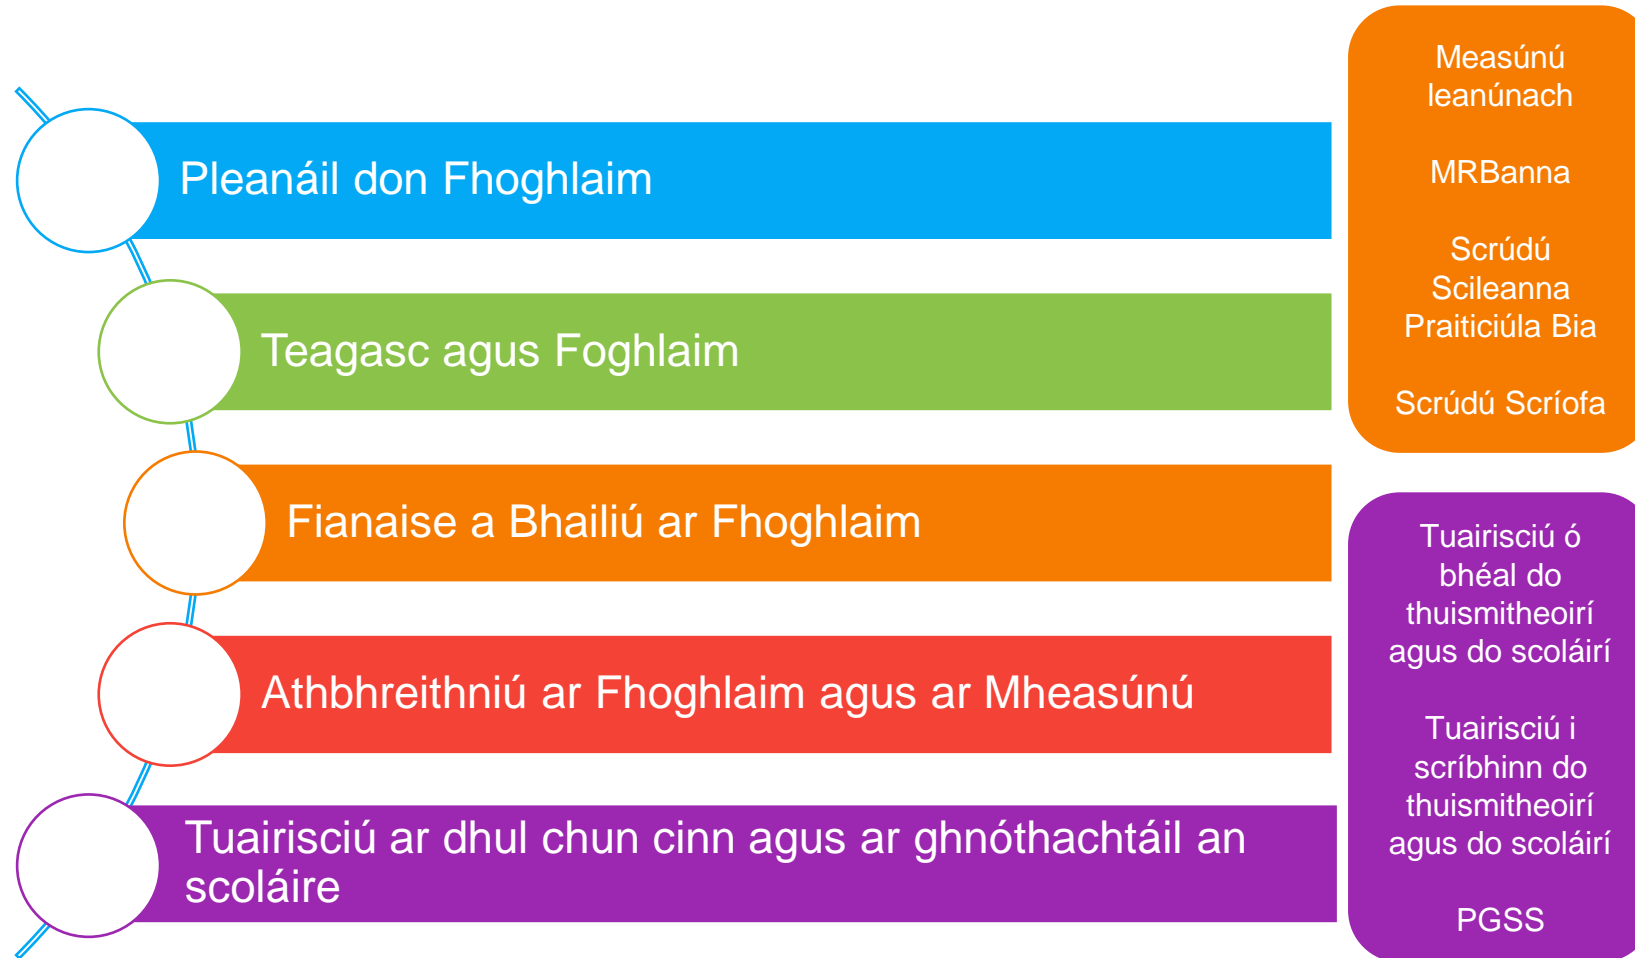 Pleanáil don Fhoghlaim
Teagasc agus Foghlaim
Fianaise a Bhailiú ar Fhoghlaim
Athbhreithniú ar Fhoghlaim agus ar Mheasúnú
Tuairisciú ar dhul chun cinn agus ar ghnóthachtáil an
scoláire
Measúnú
leanúnach
MRBanna
Scrúdú
Scileanna
Praiticiúla Bia
Scrúdú Scríofa
Tuairisciú ó
bhéal do
thuismitheoirí
agus do scoláirí
Tuairisciú i
scríbhinn do
thuismitheoirí
agus do scoláirí
PGSS